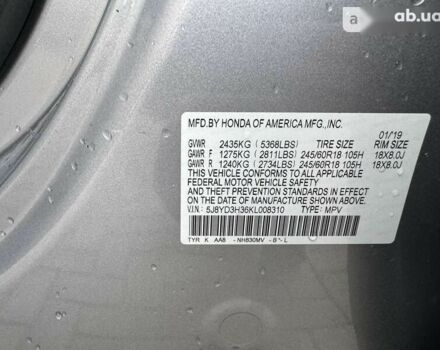 ab.ua
MFD.BY HONDA OF AMERICA MFG.,INC. 01/19
GVWR 2435KG (5368LBS) TIRE SIZE RIM SIZE
GAWR F 1275KG (2811LBS) 245/60R18 105H 18X8.0J
GAWR R 1240KG (2734LBS) 245/60R18 105H 18X8.0J
THIS VEHICLE CONFORMS TO ALL APPLICABLE
FEDERAL MOTOR VEHICLE SAFETY
AND THEFT PREVENTION STANDARDS IN EFFECT ON THE
DATE OF MANUFACTURE SHOWN ABOVE.
V.I.N.: 5J8YD3H36KL008310 TYPE: MPV
TYR K AA8 -NH830MV -B*- L